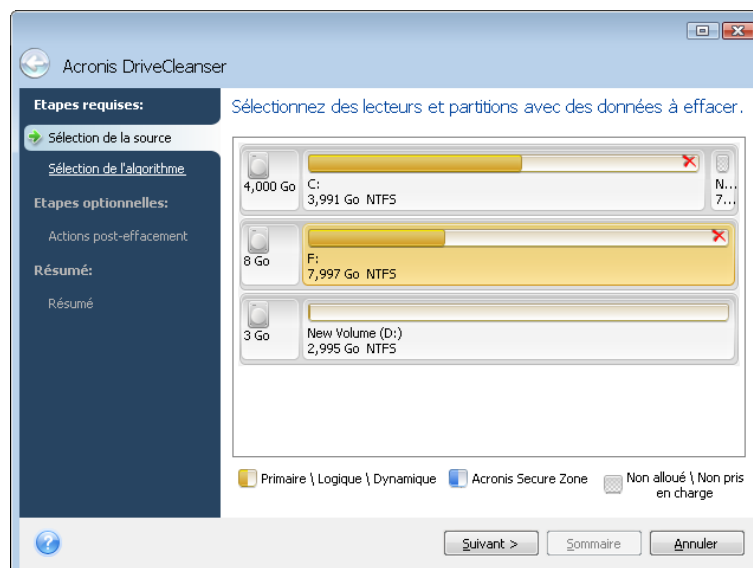 Acronis DriveCleanser
Etapes requises:
Sélection de la source
Sélection de l'algorithme
Etapes optionnelles:
Actions post-effacement
Résumé:
Résumé
Sélectionnez des lecteurs et partitions avec des données à effacer.
4,000 Go
C:
3,991 Go NTFS
N...
7...
8 Go
F:
7,997 Go NTFS
3 Go
New Volume (D:)
2,995 Go NTFS
Primaire \ Logique \ Dynamique
Acronis Secure Zone
Non alloué \ Non pris
en charge
?
Suivant >
Sommaire
Annuler